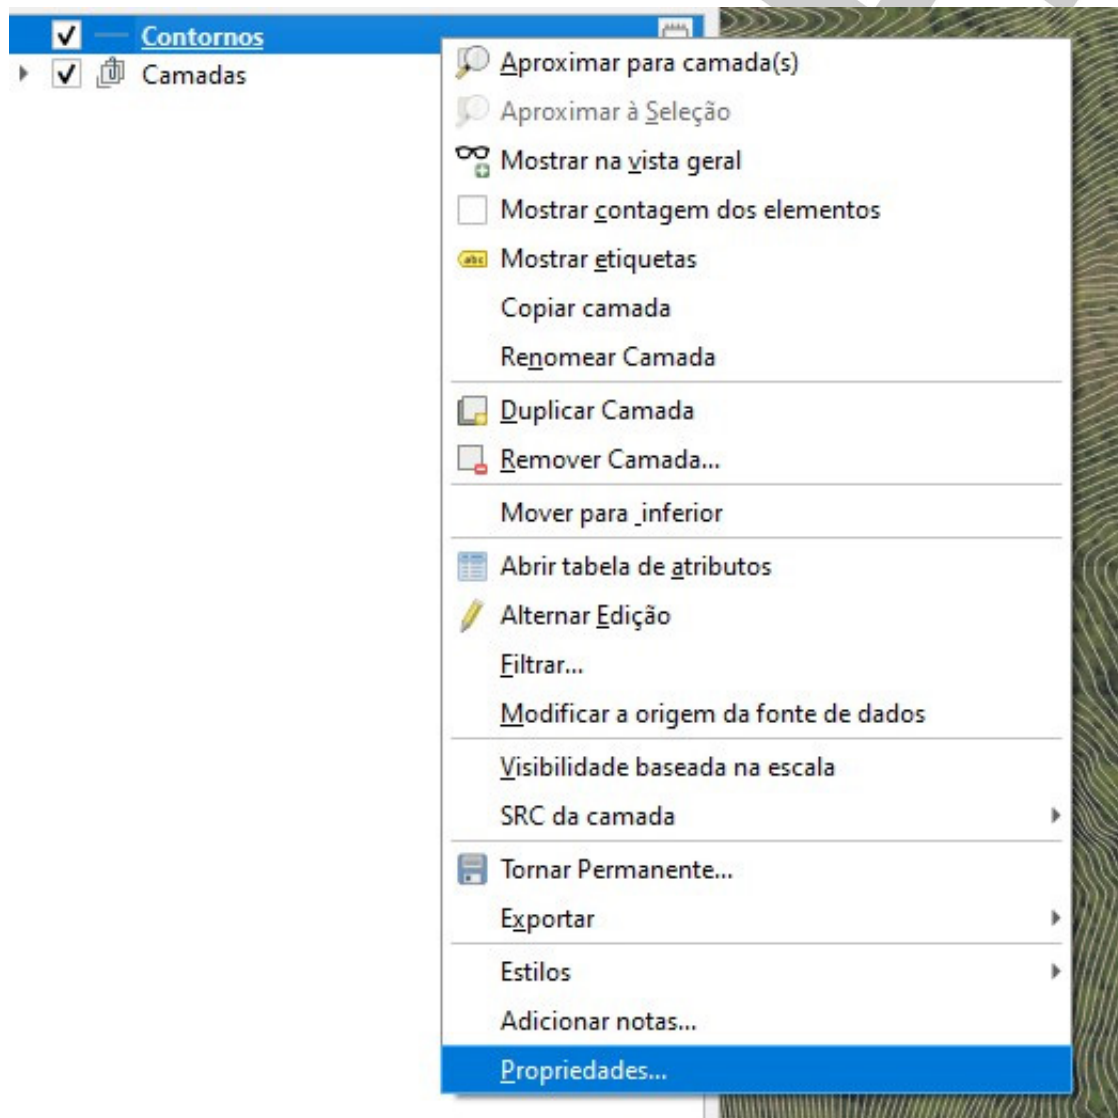 Contornos
Camadas
Aproximar para camada(s)
Aproximar à Seleção
Mostrar na vista geral
Mostrar contagem dos elementos
abc Mostrar etiquetas
Copiar camada
Renomear Camada
Duplicar Camada
Remover Camada...
Mover para _inferior
Abrir tabela de atributos
Alternar Edição
Filtrar...
Modificar a origem da fonte de dados
Visibilidade baseada na escala
SRC da camada
Tornar Permanente...
Exportar
Estilos
Adicionar notas...
Propriedades...